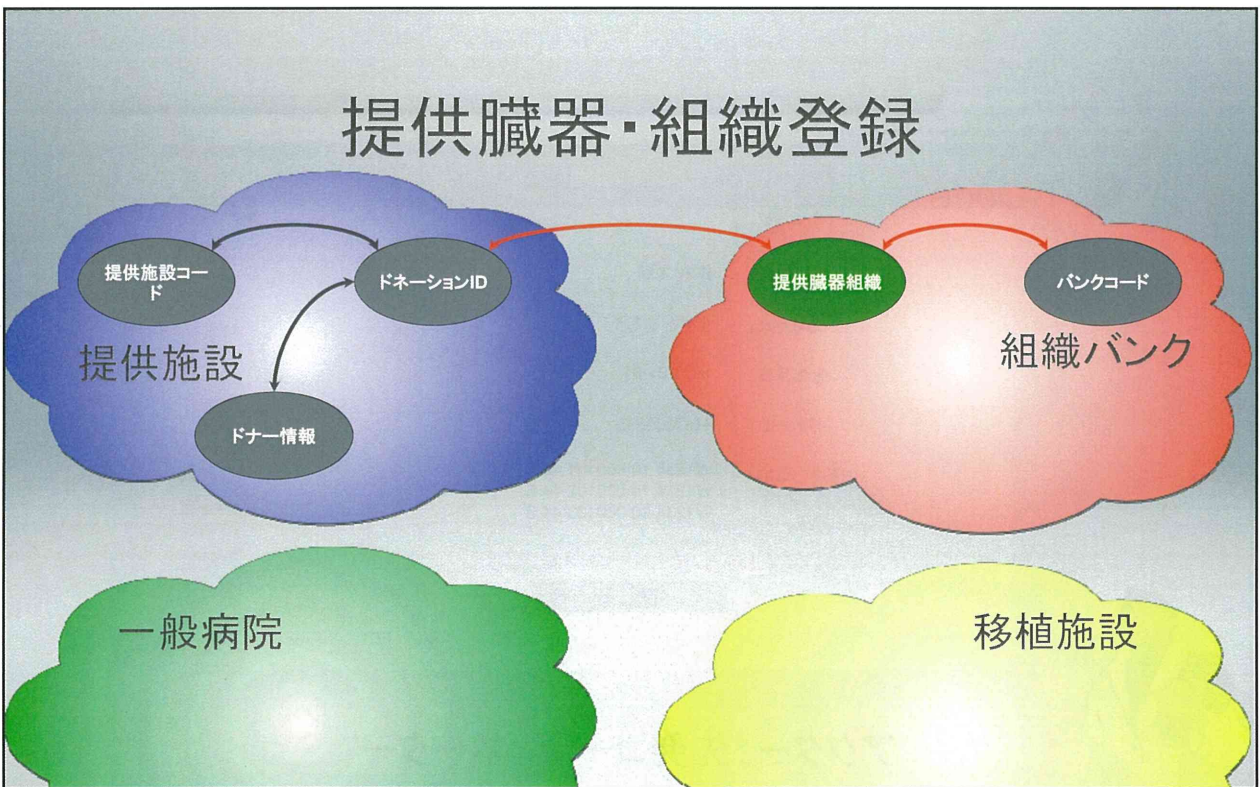 提供臓器・組織登録
提供施設コー
ド
ドネーションID
提供臓器組織
バンクコード
提供施設
組織バンク
ドナー情報
一般病院
移植施設